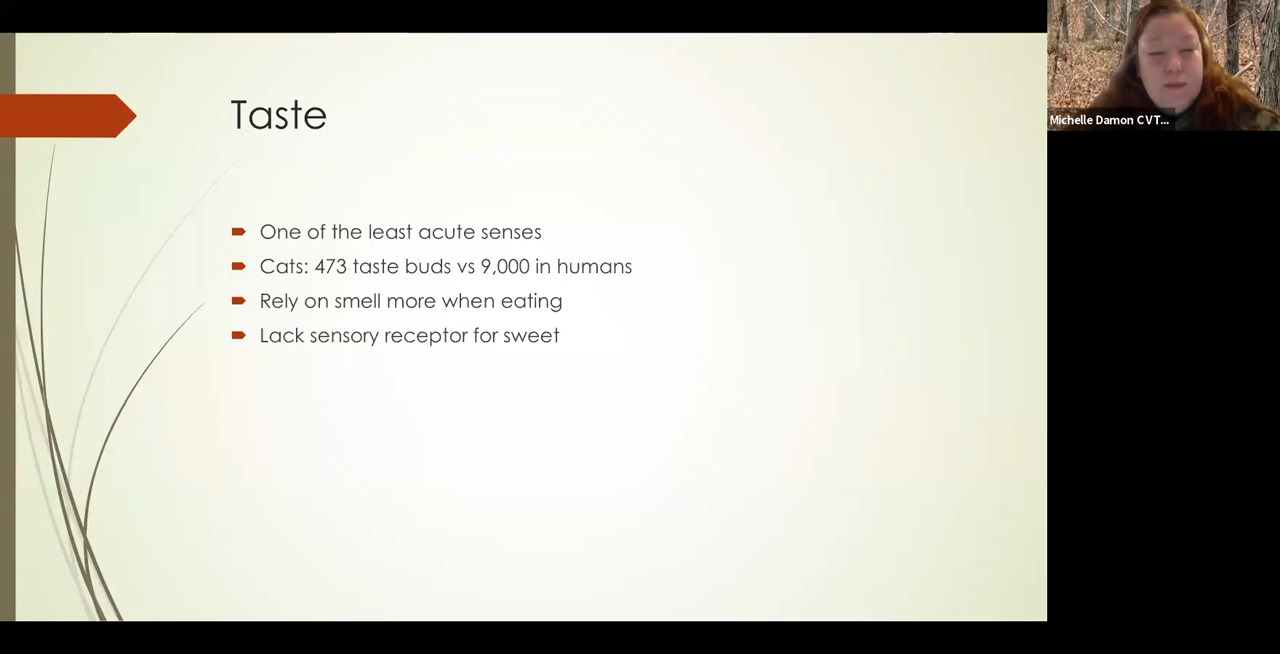 Taste
One of the least acute senses
Cats: 473 taste buds vs 9,000 in humans
Rely on smell more when eating
Lack sensory receptor for sweet
Michelle Damon CVT...